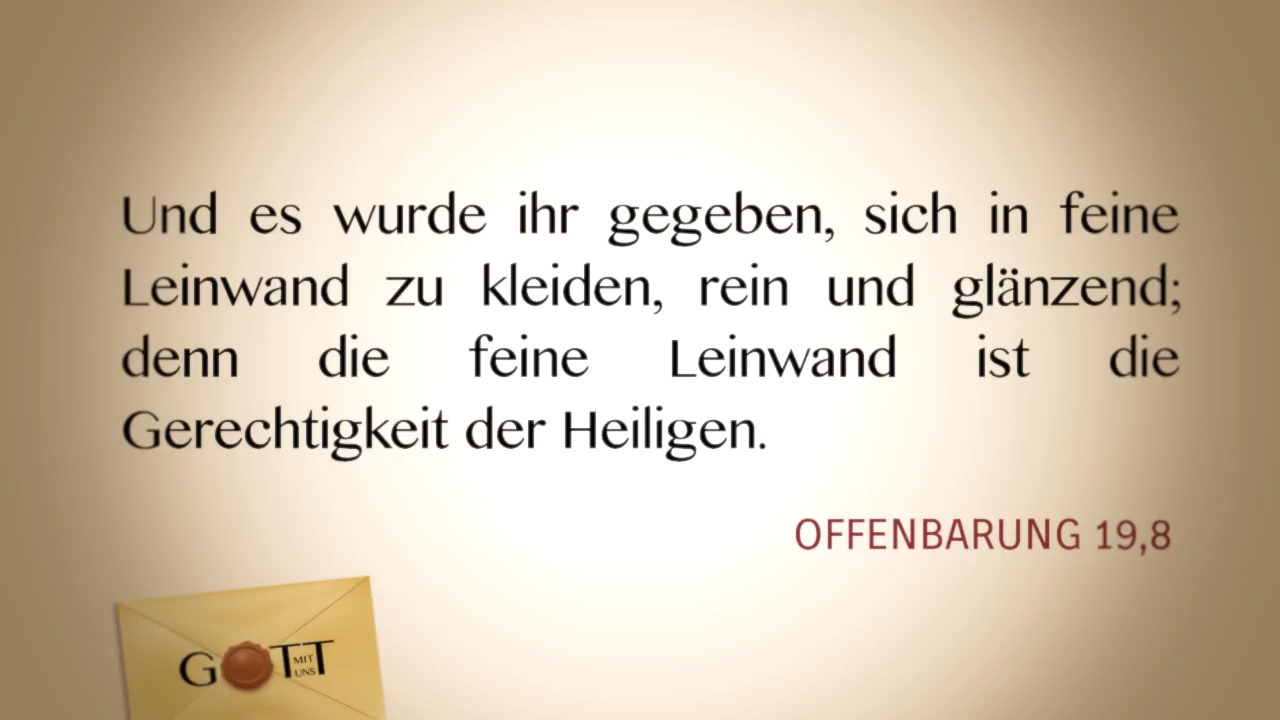 Und es wurde ihr gegeben, sich in feine
Leinwand zu kleiden, rein und glänzend;
denn die feine Leinwand ist die
Gerechtigkeit der Heiligen.
OFFENBARUNG 19,8
GOTT
MIT
UNS